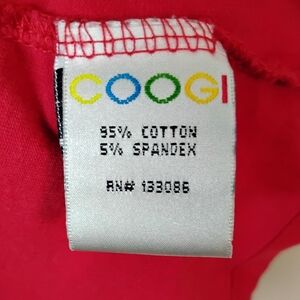 COOGI
95% COTTON
5% SPANDEX
RN# 133086